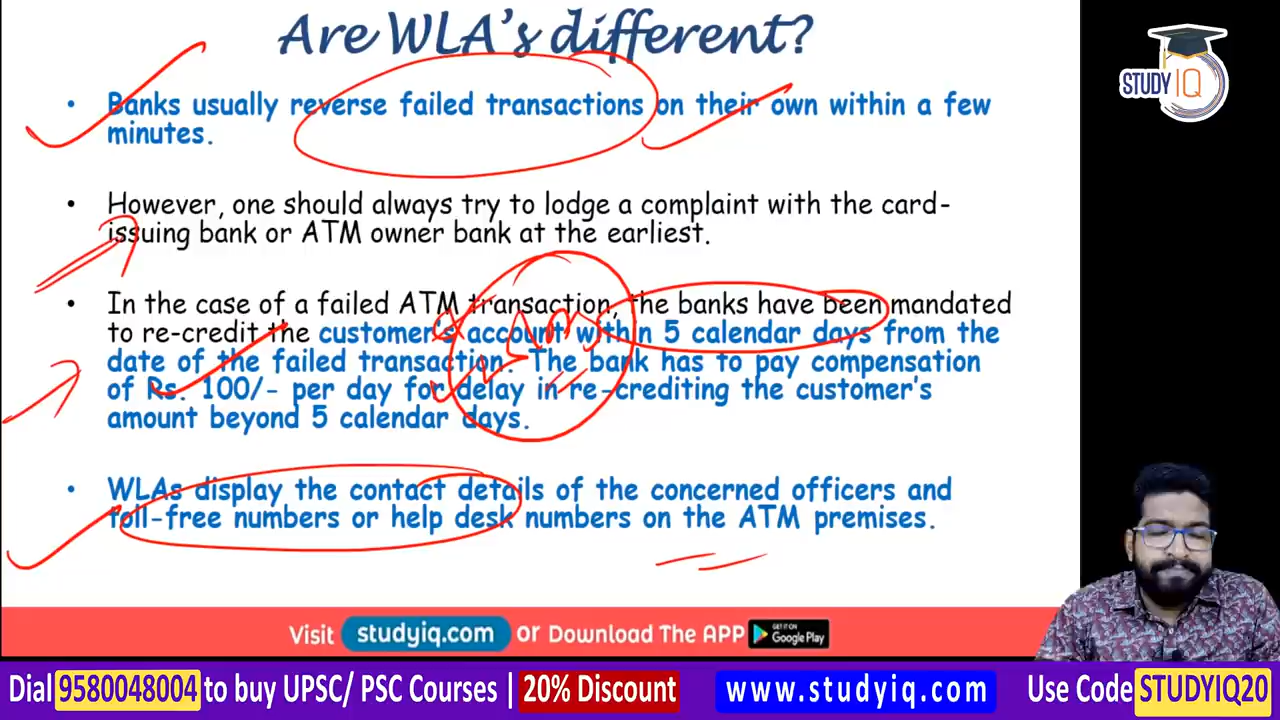 Are WLA's different?
STUDY IQ
• Banks usually reverse failed transactions on their own within a few
minutes.
• However, one should always try to lodge a complaint with the card-
issuing bank or ATM owner bank at the earliest.
• In the case of a failed ATM transaction, the banks have been mandated
to re-credit the customer's account within 5 calendar days from the
date of the failed transaction. The bank has to pay compensation
of Rs. 100/- per day for delay in re-crediting the customer's
amount beyond 5 calendar days.
• WLAs display the contact details of the concerned officers and
toll-free numbers or help desk numbers on the ATM premises.
Visit studyiq.com or Download The APP GET IT ON Google Play
Dial 9580048004 to buy UPSC/ PSC Courses | 20% Discount www.studyiq.com Use Code STUDYIQ20